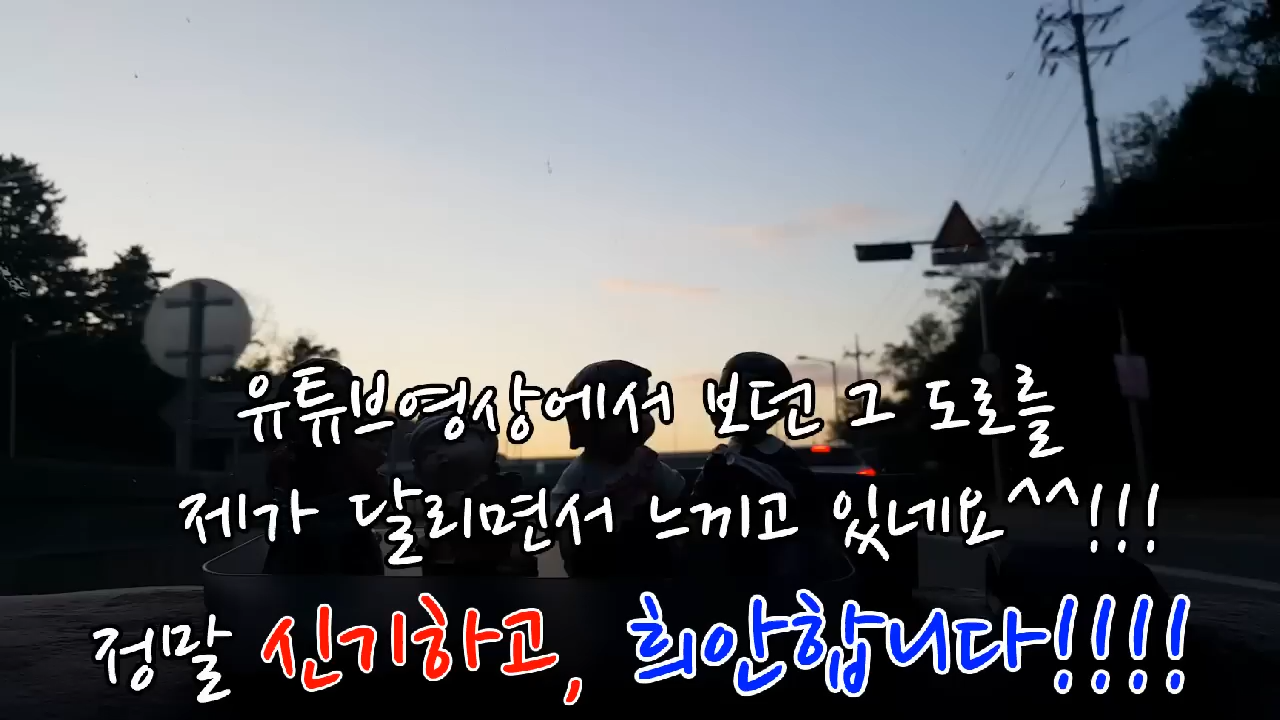 유튜브영상에서 보던 그 도로를
제가 달리면서 느끼고 있네요^^!!!
정말 신기하고, 희안합니다!!!!